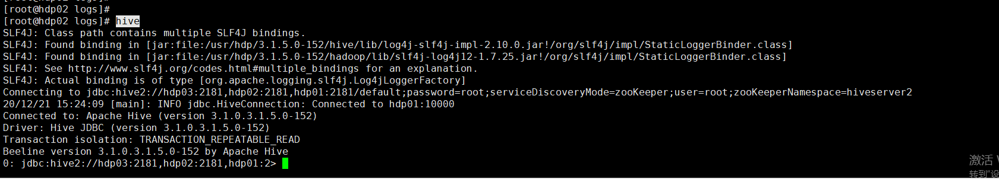 [root@hdp02 logs]#
[root@hdp02 logs]# hive
SLF4J: Class path contains multiple SLF4J bindings.
SLF4J: Found binding in [jar:file:/usr/hdp/3.1.5.0-152/hive/lib/log4j-slf4j-impl-2.10.0.jar!/org/slf4j/impl/StaticLoggerBinder.class]
SLF4J: Found binding in [jar:file:/usr/hdp/3.1.5.0-152/hadoop/lib/slf4j-log4j12-1.7.25.jar!/org/slf4j/impl/StaticLoggerBinder.class]
SLF4J: See http://www.slf4j.org/codes.html#multiple_bindings for an explanation.
SLF4J: Actual binding is of type [org.apache.logging.slf4j.Log4jLoggerFactory]
Connecting to jdbc:hive2://hdp03:2181,hdp02:2181,hdp01:2181/default;password=root;serviceDiscoveryMode=zooKeeper;user=root;zooKeeperNamespace=hiveserver2
20/12/21 15:24:09 [main]: INFO jdbc.HiveConnection: Connected to hdp01:10000
Connected to: Apache Hive (version 3.1.0.3.1.5.0-152)
Driver: Hive JDBC (version 3.1.0.3.1.5.0-152)
Transaction isolation: TRANSACTION_REPEATABLE_READ
Beeline version 3.1.0.3.1.5.0-152 by Apache Hive
0: jdbc:hive2://hdp03:2181,hdp02:2181,hdp01:2>
激活
转到"设